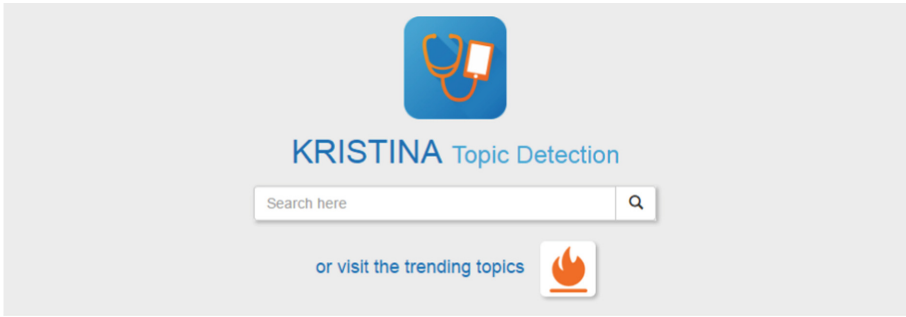 KRISTINA Topic Detection
Search here
or visit the trending topics